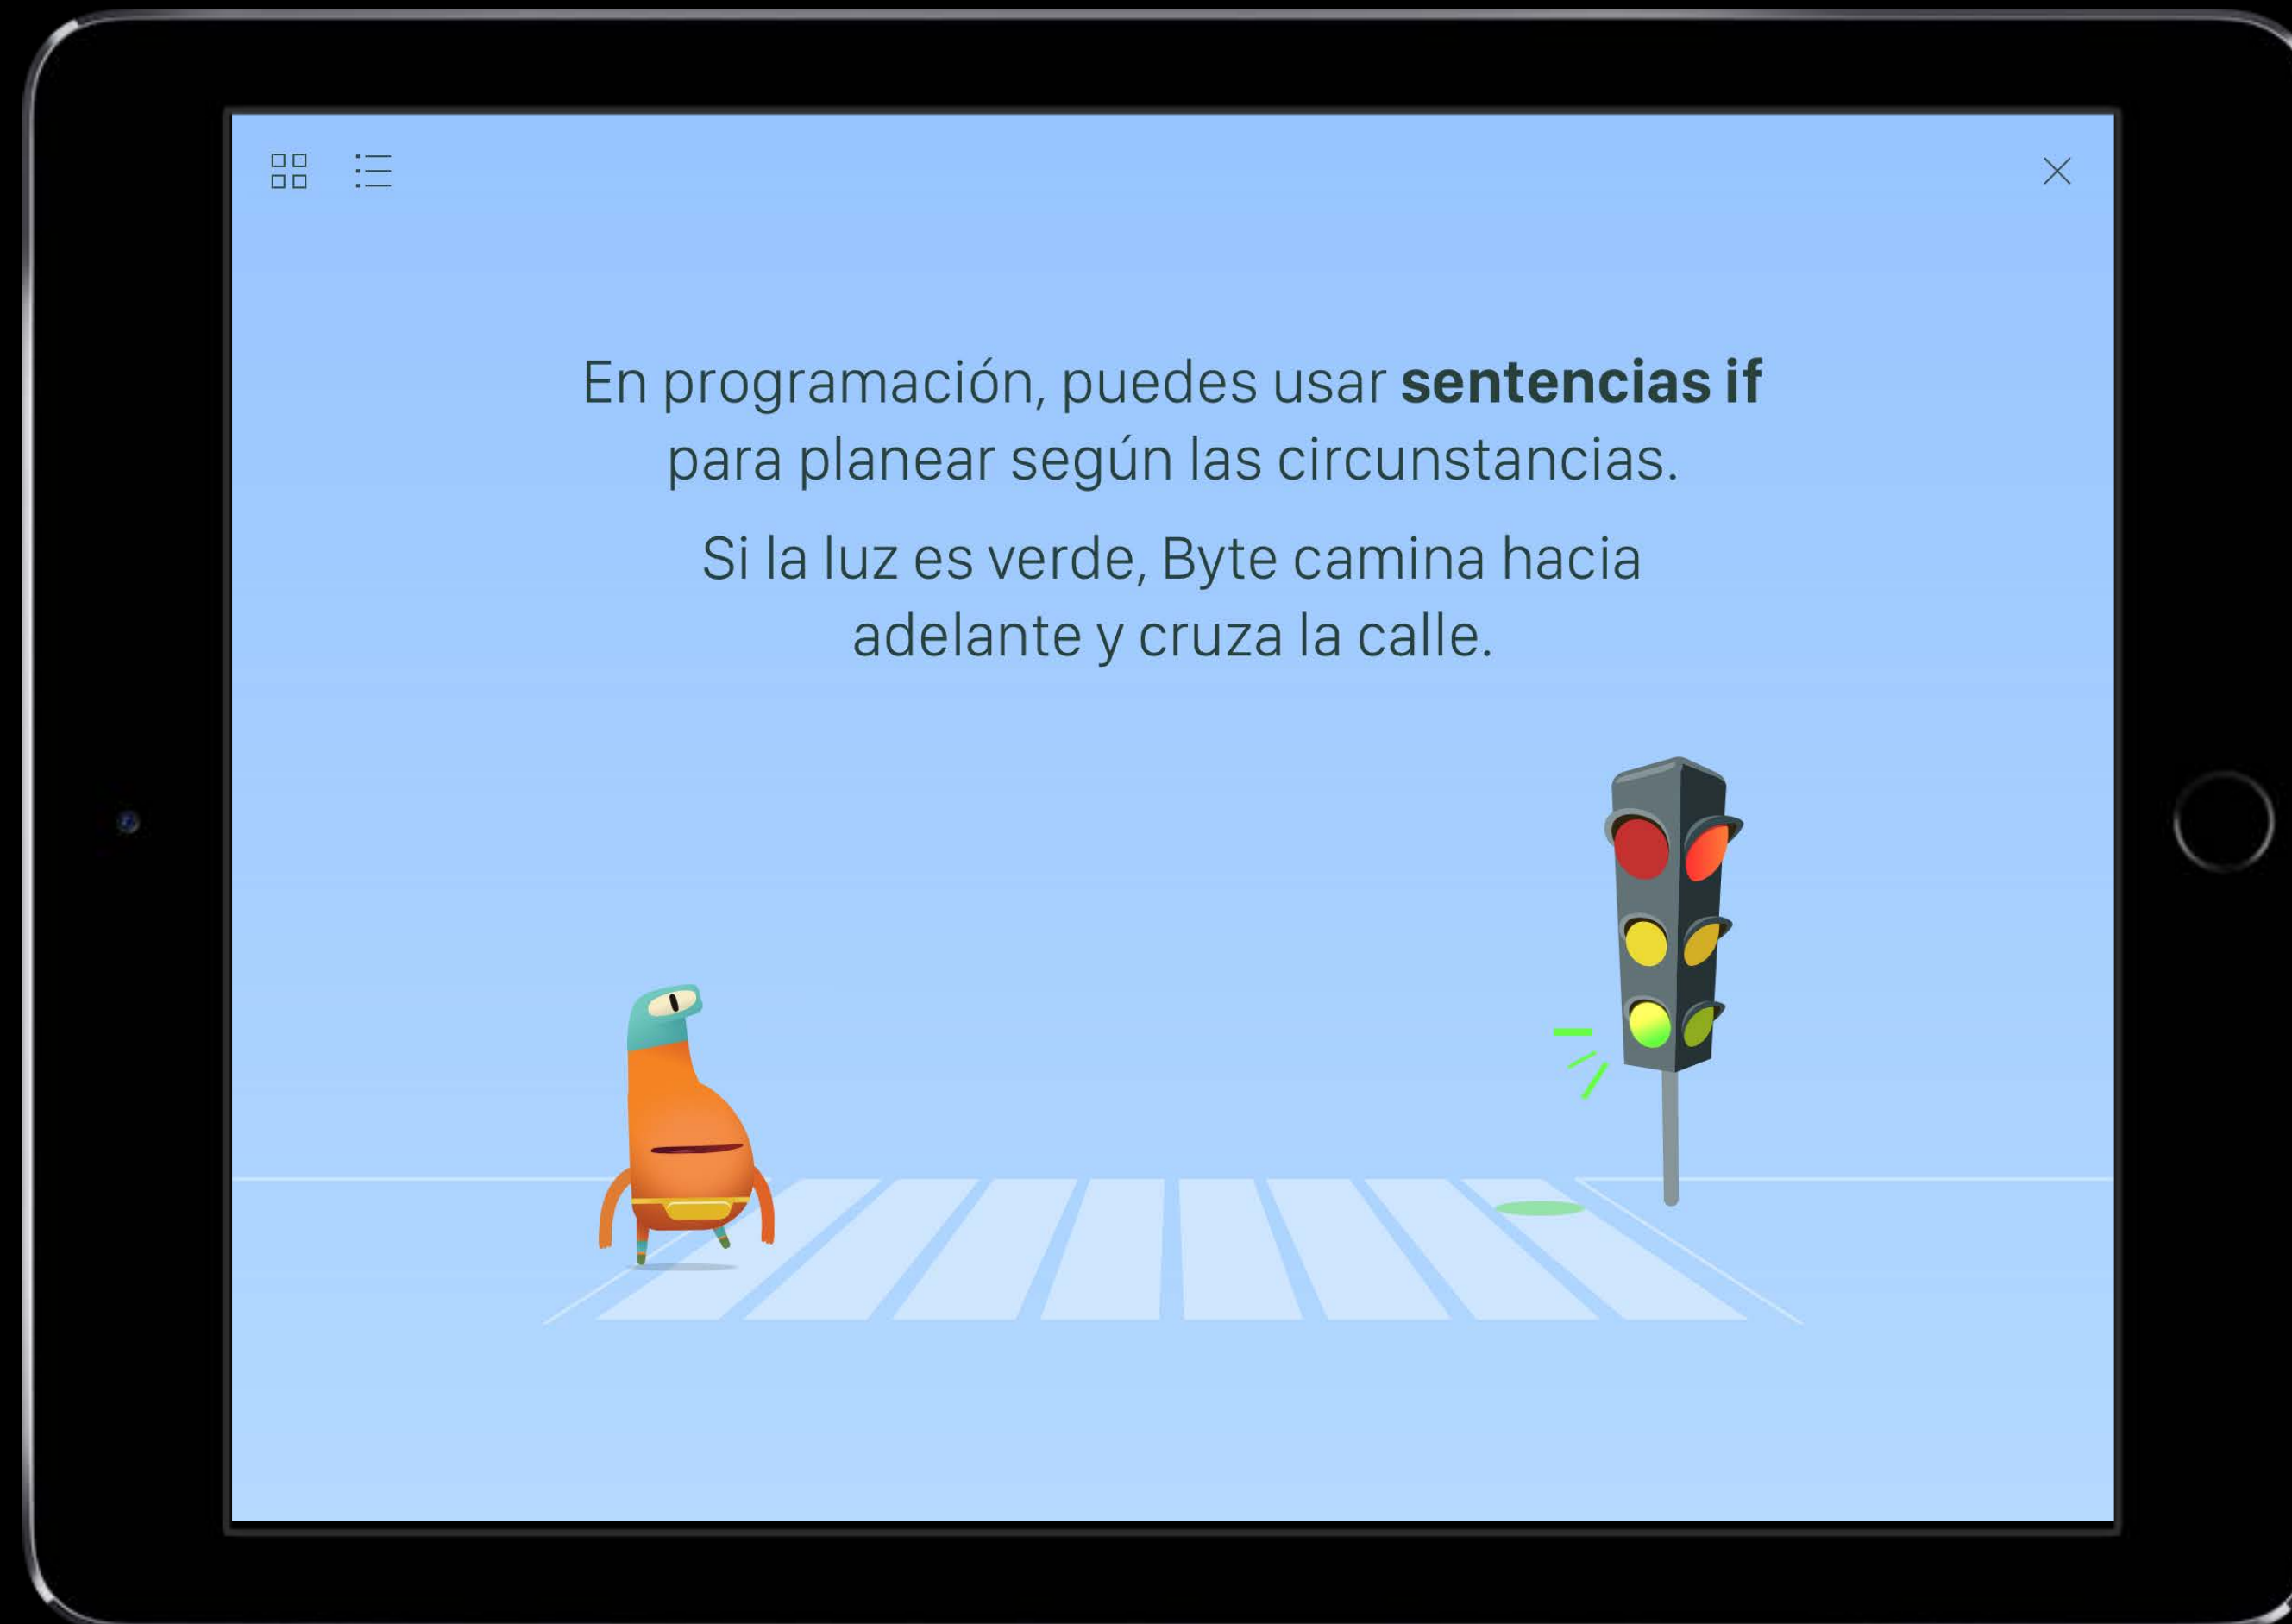 En programación, puedes usar sentencias if
para planear según las circunstancias.
Si la luz es verde, Byte camina hacia
adelante y cruza la calle.